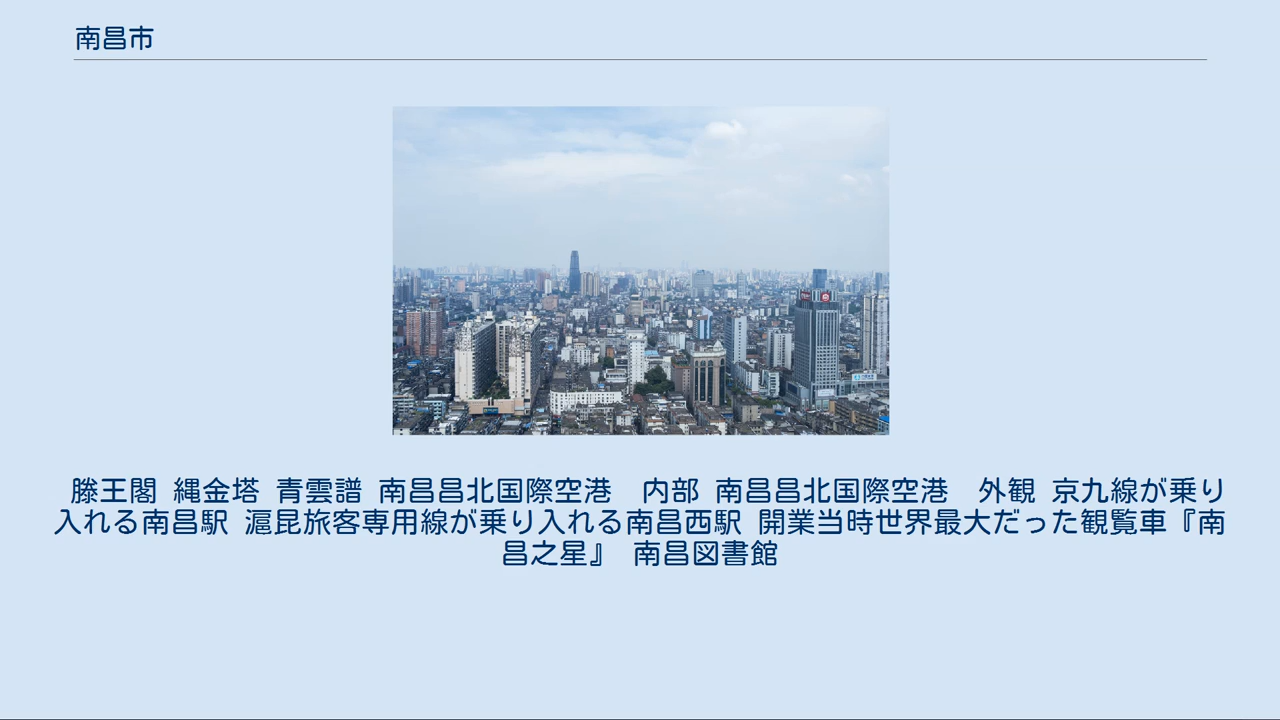 南昌市
滕王閣 縄金塔 青雲譜 南昌昌北国際空港　内部 南昌昌北国際空港　外観 京九線が乗り
入れる南昌駅 滬昆旅客専用線が乗り入れる南昌西駅 開業当時世界最大だった観覧車『南
昌之星』 南昌図書館